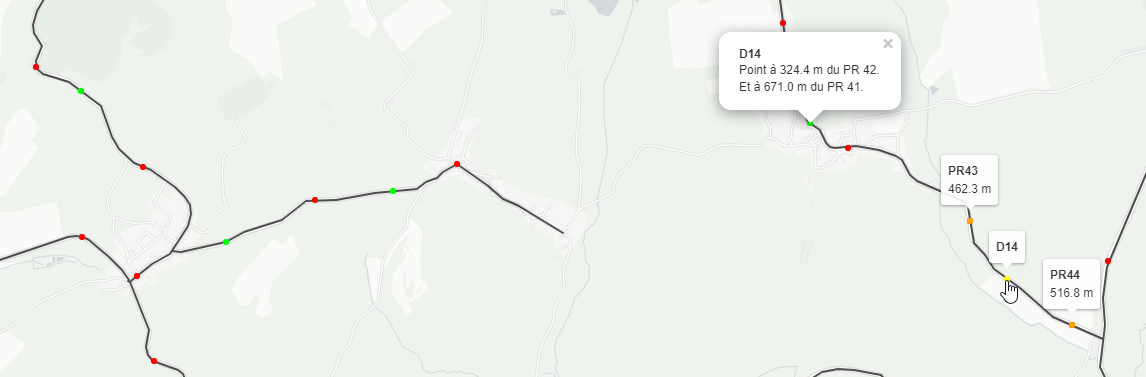 D14
Point à 324.4 m du PR 42.
Et à 671.0 m du PR 41.
PR43
462.3 m
D14
PR44
516.8 m